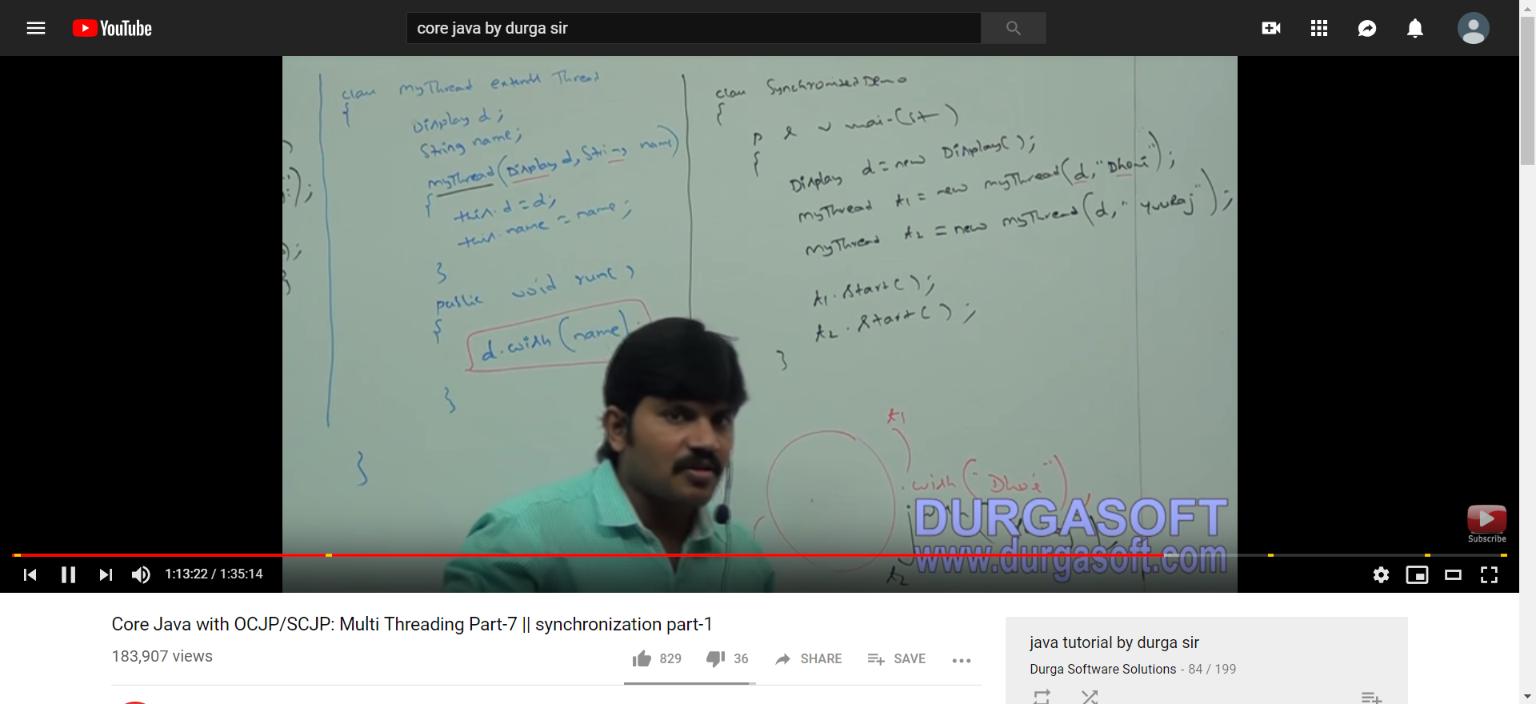 YouTube
core java by durga sir
class myThread extends Thread
{
Display d;
String name;
myThread(Display d, String name)
{
this.d=d;
this.name=name;
}
public void run()
{
d.wish(name)
}
}
);
);
}
class SynchronizedDemo
{
p s v main(
{
Display d=new Display();
myThread t1=new myThread(d,"Dhoni");
myThread t2=new myThread(d,"Yuvraj");
t1.start();
t2.start();
}
t1
.wish("Dhoni")
t2
DURGASOFT
www.durgasoft.com
Subscribe
1:13:22 / 1:35:14
Core Java with OCJP/SCJP: Multi Threading Part-7 || synchronization part-1
183,907 views
829 36 SHARE SAVE
java tutorial by durga sir
Durga Software Solutions - 84 / 199